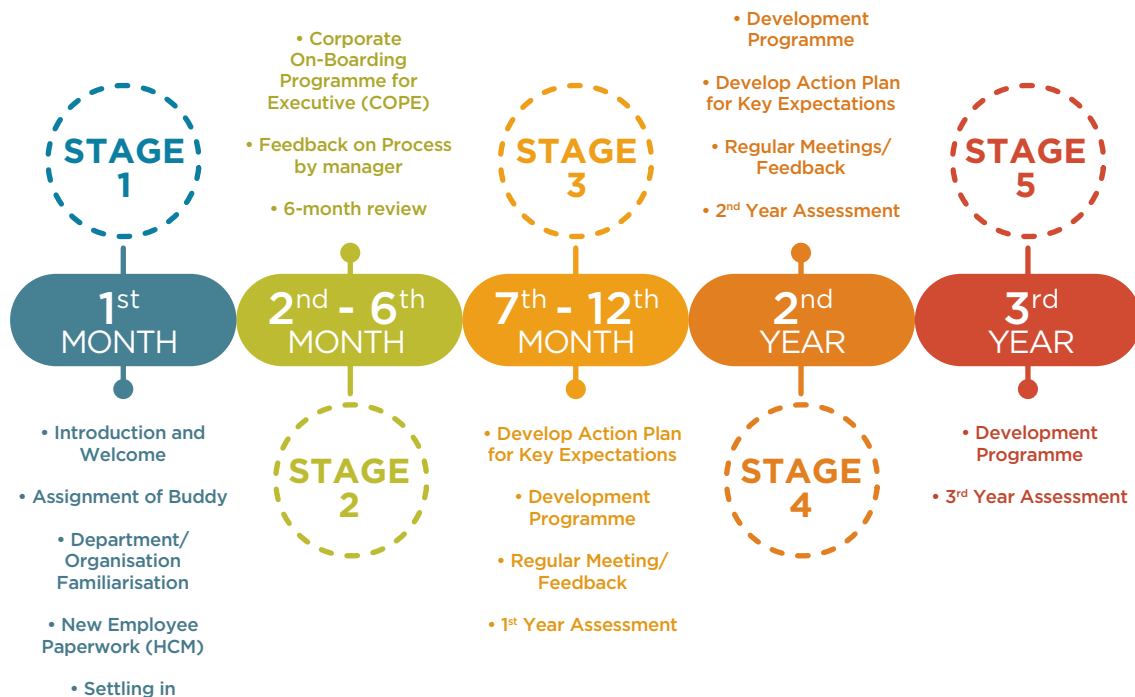 STAGE
1
1st
MONTH
• Introduction and
Welcome
• Assignment of Buddy
• Department/
Organisation
Familiarisation
• New Employee
Paperwork (HCM)
• Settling in
• Corporate
On-Boarding
Programme for
Executive (COPE)
• Feedback on Process
by manager
• 6-month review
2nd - 6th
MONTH
STAGE
2
STAGE
3
7th - 12th
MONTH
• Develop Action Plan
for Key Expectations
• Development
Programme
• Regular Meeting/
Feedback
• 1st Year Assessment
• Development
Programme
• Develop Action Plan
for Key Expectations
• Regular Meetings/
Feedback
• 2nd Year Assessment
2nd
YEAR
STAGE
4
STAGE
5
3rd
YEAR
• Development
Programme
• 3rd Year Assessment